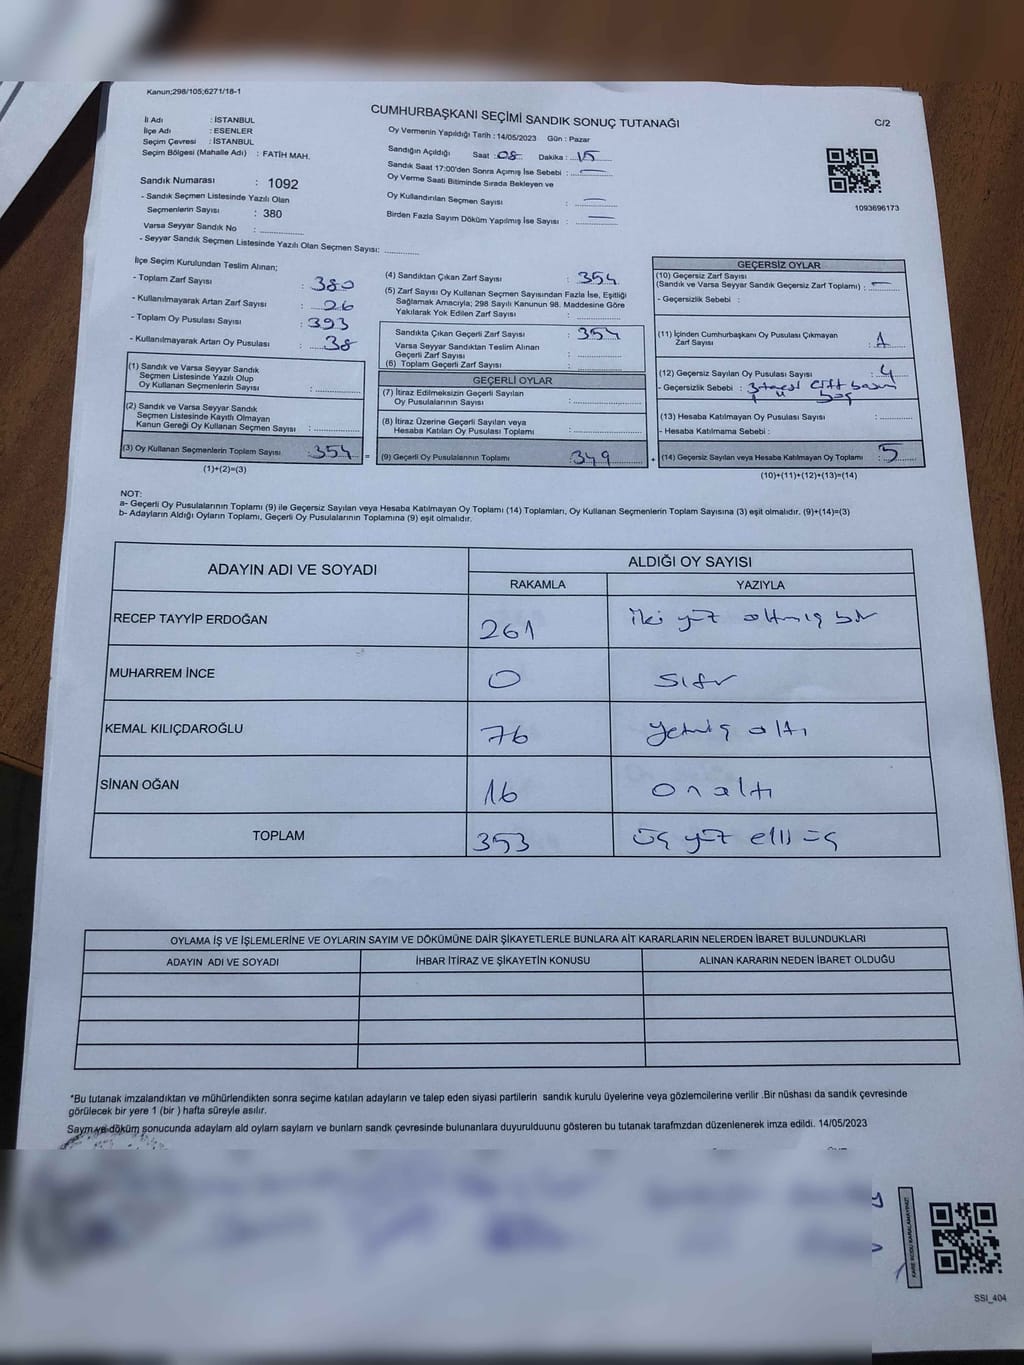 Kanun;298/105;6271/18-1
CUMHURBAŞKANI SEÇİMİ SANDIK SONUÇ TUTANAĞI
C/2
İl Adı : İSTANBUL
İlçe Adı : ESENLER
Seçim Çevresi : İSTANBUL
Seçim Bölgesi (Mahalle Adı) : FATİH MAH.
Oy Vermenin Yapıldığı Tarih : 14/05/2023 Gün : Pazar
Sandığın Açıldığı Saat : 08 Dakika : 15
Sandık Saat 17:00'den Sonra Açımış İse Sebebi : —
Oy Verme Saati Bitiminde Sırada Bekleyen ve
Oy Kullandırılan Seçmen Sayısı : —
Birden Fazla Sayım Döküm Yapılmış İse Sayısı : —
1093696173
Sandık Numarası : 1092
- Sandık Seçmen Listesinde Yazılı Olan
Seçmenlerin Sayısı : 380
Varsa Seyyar Sandık No :
- Seyyar Sandık Seçmen Listesinde Yazılı Olan Seçmen Sayısı:
İlçe Seçim Kurulundan Teslim Alınan;
- Toplam Zarf Sayısı : 380
- Kullanılmayarak Artan Zarf Sayısı : 26
- Toplam Oy Pusulası Sayısı : 393
- Kullanılmayarak Artan Oy Pusulası : 38
(1) Sandık ve Varsa Seyyar Sandık
Seçmen Listesinde Yazılı Olup
Oy Kullanan Seçmenlerin Sayısı :
(2) Sandık ve Varsa Seyyar Sandık
Seçmen Listesinde Kayıtlı Olmayan
Kanun Gereği Oy Kullanan Seçmen Sayısı :
(3) Oy Kullanan Seçmenlerin Toplam Sayısı : 354
(1)+(2)=(3)
(4) Sandıktan Çıkan Zarf Sayısı : 354
(5) Zarf Sayısı Oy Kullanan Seçmen Sayısından Fazla İse, Eşitliği
Sağlamak Amacıyla; 298 Sayılı Kanunun 98. Maddesine Göre
Yakılarak Yok Edilen Zarf Sayısı :
Sandıkta Çıkan Geçerli Zarf Sayısı : 354
Varsa Seyyar Sandıktan Teslim Alınan
Geçerli Zarf Sayısı :
(6) Toplam Geçerli Zarf Sayısı :
GEÇERLİ OYLAR
(7) İtiraz Edilmeksizin Geçerli Sayılan
Oy Pusulalarının Sayısı :
(8) İtiraz Üzerine Geçerli Sayılan veya
Hesaba Katılan Oy Pusulası Toplamı :
= (9) Geçerli Oy Pusulalarının Toplamı : 349
GEÇERSİZ OYLAR
(10) Geçersiz Zarf Sayısı
(Sandık ve Varsa Seyyar Sandık Geçersiz Zarf Toplamı) : —
- Geçersizlik Sebebi :
(11) İçinden Cumhurbaşkanı Oy Pusulası Çıkmayan
Zarf Sayısı : 1
(12) Geçersiz Sayılan Oy Pusulası Sayısı : 4
- Geçersizlik Sebebi : 3 tanesi çift basım
boş
(13) Hesaba Katılmayan Oy Pusulası Sayısı :
- Hesaba Katılmama Sebebi :
+ (14) Geçersiz Sayılan veya Hesaba Katılmayan Oy Toplamı : 5
(10)+(11)+(12)+(13)=(14)
NOT:
a- Geçerli Oy Pusulalarının Toplamı (9) ile Geçersiz Sayılan veya Hesaba Katılmayan Oy Toplamı (14) Toplamları, Oy Kullanan Seçmenlerin Toplam Sayısına (3) eşit olmalıdır. (9)+(14)=(3)
b- Adayların Aldığı Oyların Toplamı, Geçerli Oy Pusulalarının Toplamına (9) eşit olmalıdır.
ADAYIN ADI VE SOYADI
ALDIĞI OY SAYISI
RAKAMLA YAZIYLA
RECEP TAYYİP ERDOĞAN 261 iki yüz altmış bir
MUHARREM İNCE 0 sıfır
KEMAL KILIÇDAROĞLU 76 yetmiş altı
SİNAN OĞAN 16 on altı
TOPLAM 353 üç yüz elli üç
OYLAMA İŞ VE İŞLEMLERİNE VE OYLARIN SAYIM VE DÖKÜMÜNE DAİR ŞİKAYETLERLE BUNLARA AİT KARARLARIN NELERDEN İBARET BULUNDUKLARI
ADAYIN ADI VE SOYADI İHBAR İTİRAZ VE ŞİKAYETİN KONUSU ALINAN KARARIN NEDEN İBARET OLDUĞU
*Bu tutanak imzalandıktan ve mühürlendikten sonra seçime katılan adayların ve talep eden siyasi partilerin sandık kurulu üyelerine veya gözlemcilerine verilir .Bir nüshası da sandık çevresinde
görülecek bir yere 1 (bir ) hafta süreyle asılır.
Saym ve döküm sonucunda adaylarn ald oylarn saylarn ve bunlarn sandk çevresinde bulunanlara duyurulduunu gösteren bu tutanak tarafmzdan düzenlenerek imza edildi. 14/05/2023
KARE KODU KARALAMAYINIZ!
SSI_404